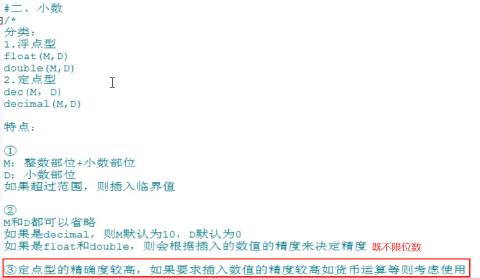 #二、小数
/*
分类：
1.浮点型
float(M,D)
double(M,D)
2.定点型
dec(M，D)
decimal(M,D)
特点：
①
M：整数部位+小数部位
D：小数部位
如果超过范围，则插入临界值
②
M和D都可以省略
如果是decimal，则M默认为10，D默认为0
如果是float和double，则会根据插入的数值的精度来决定精度 既不限位数
③定点型的精确度较高，如果要求插入数值的精度较高如货币运算等则考虑使用